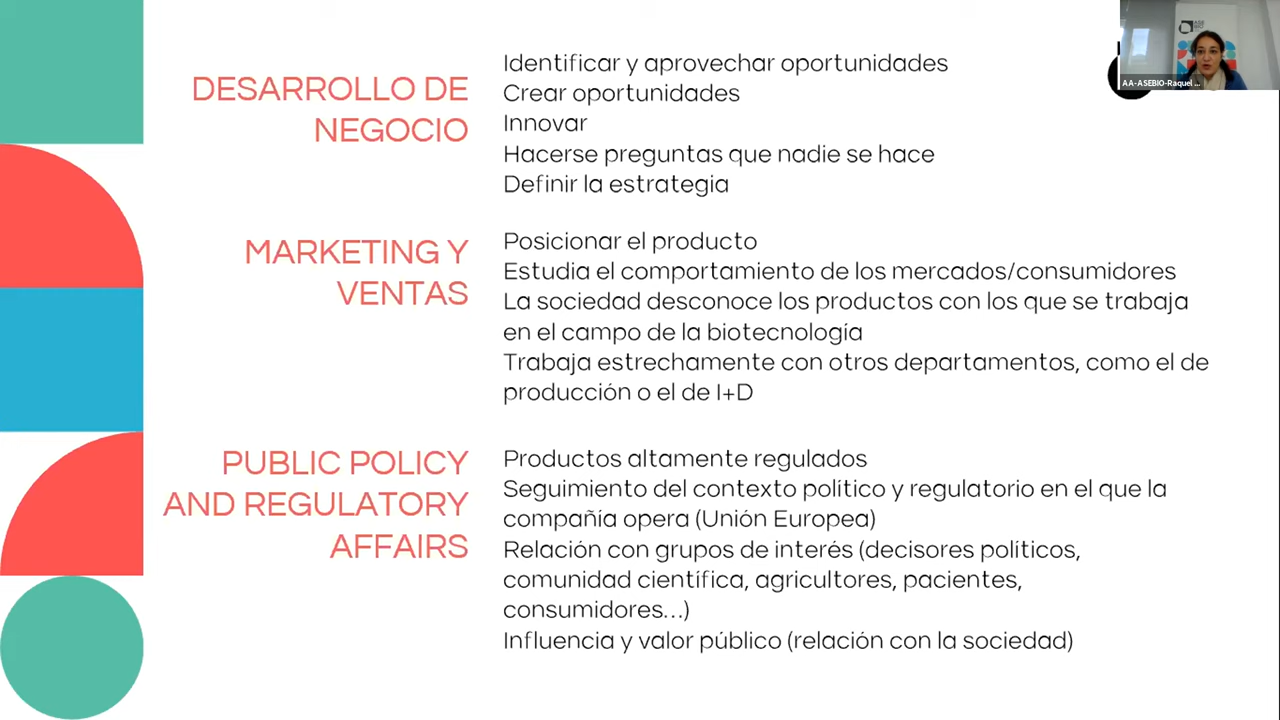 DESARROLLO DE
NEGOCIO
Identificar y aprovechar oportunidades
Crear oportunidades
Innovar
Hacerse preguntas que nadie se hace
Definir la estrategia
MARKETING Y
VENTAS
Posicionar el producto
Estudia el comportamiento de los mercados/consumidores
La sociedad desconoce los productos con los que se trabaja
en el campo de la biotecnología
Trabaja estrechamente con otros departamentos, como el de
producción o el de I+D
PUBLIC POLICY
AND REGULATORY
AFFAIRS
Productos altamente regulados
Seguimiento del contexto político y regulatorio en el que la
compañía opera (Unión Europea)
Relación con grupos de interés (decisores políticos,
comunidad científica, agricultores, pacientes,
consumidores...)
Influencia y valor público (relación con la sociedad)
AA-ASEBIO-Raquel ...